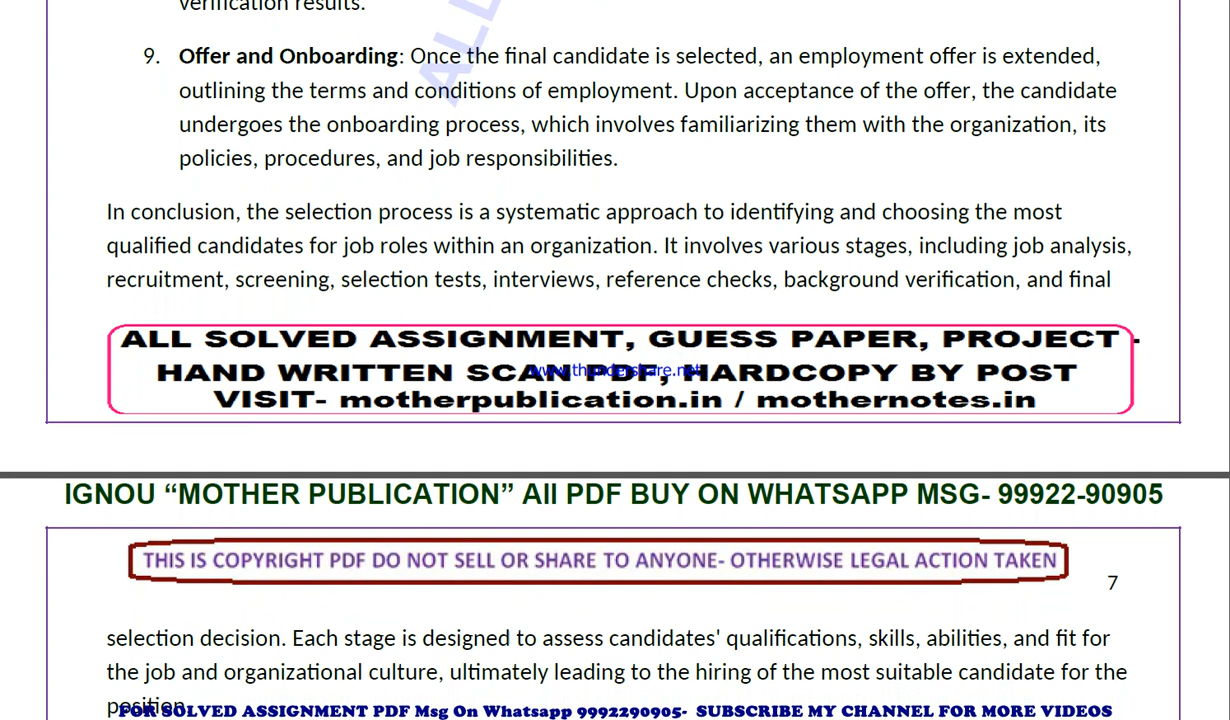 verification results.
9. Offer and Onboarding: Once the final candidate is selected, an employment offer is extended,
outlining the terms and conditions of employment. Upon acceptance of the offer, the candidate
undergoes the onboarding process, which involves familiarizing them with the organization, its
policies, procedures, and job responsibilities.
In conclusion, the selection process is a systematic approach to identifying and choosing the most
qualified candidates for job roles within an organization. It involves various stages, including job analysis,
recruitment, screening, selection tests, interviews, reference checks, background verification, and final
ALL SOLVED ASSIGNMENT, GUESS PAPER, PROJECT -
HAND WRITTEN SCAN PDF, HARDCOPY BY POST
www.thundershare.net
VISIT- motherpublication.in / mothernotes.in
IGNOU “MOTHER PUBLICATION” All PDF BUY ON WHATSAPP MSG- 99922-90905
THIS IS COPYRIGHT PDF DO NOT SELL OR SHARE TO ANYONE- OTHERWISE LEGAL ACTION TAKEN
7
selection decision. Each stage is designed to assess candidates' qualifications, skills, abilities, and fit for
the job and organizational culture, ultimately leading to the hiring of the most suitable candidate for the
position.
FOR SOLVED ASSIGNMENT PDF Msg On Whatsapp 9992290905- SUBSCRIBE MY CHANNEL FOR MORE VIDEOS
ALL